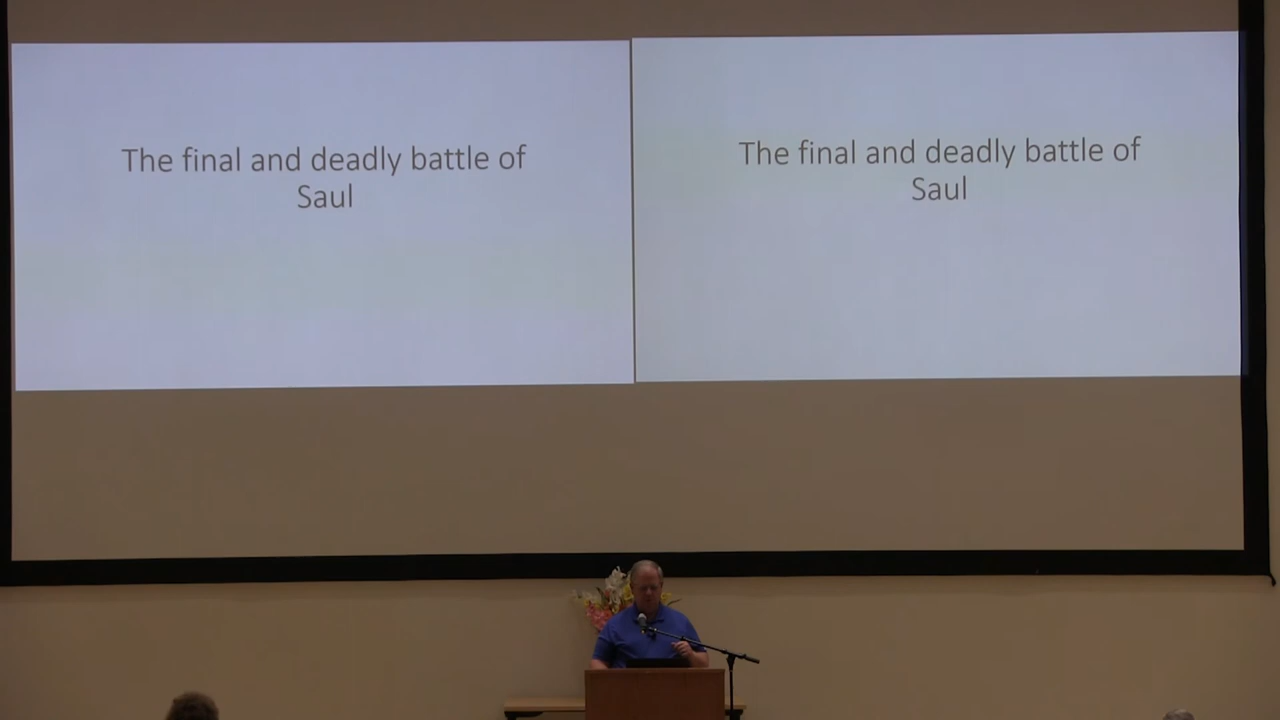 The final and deadly battle of
Saul
The final and deadly battle of
Saul